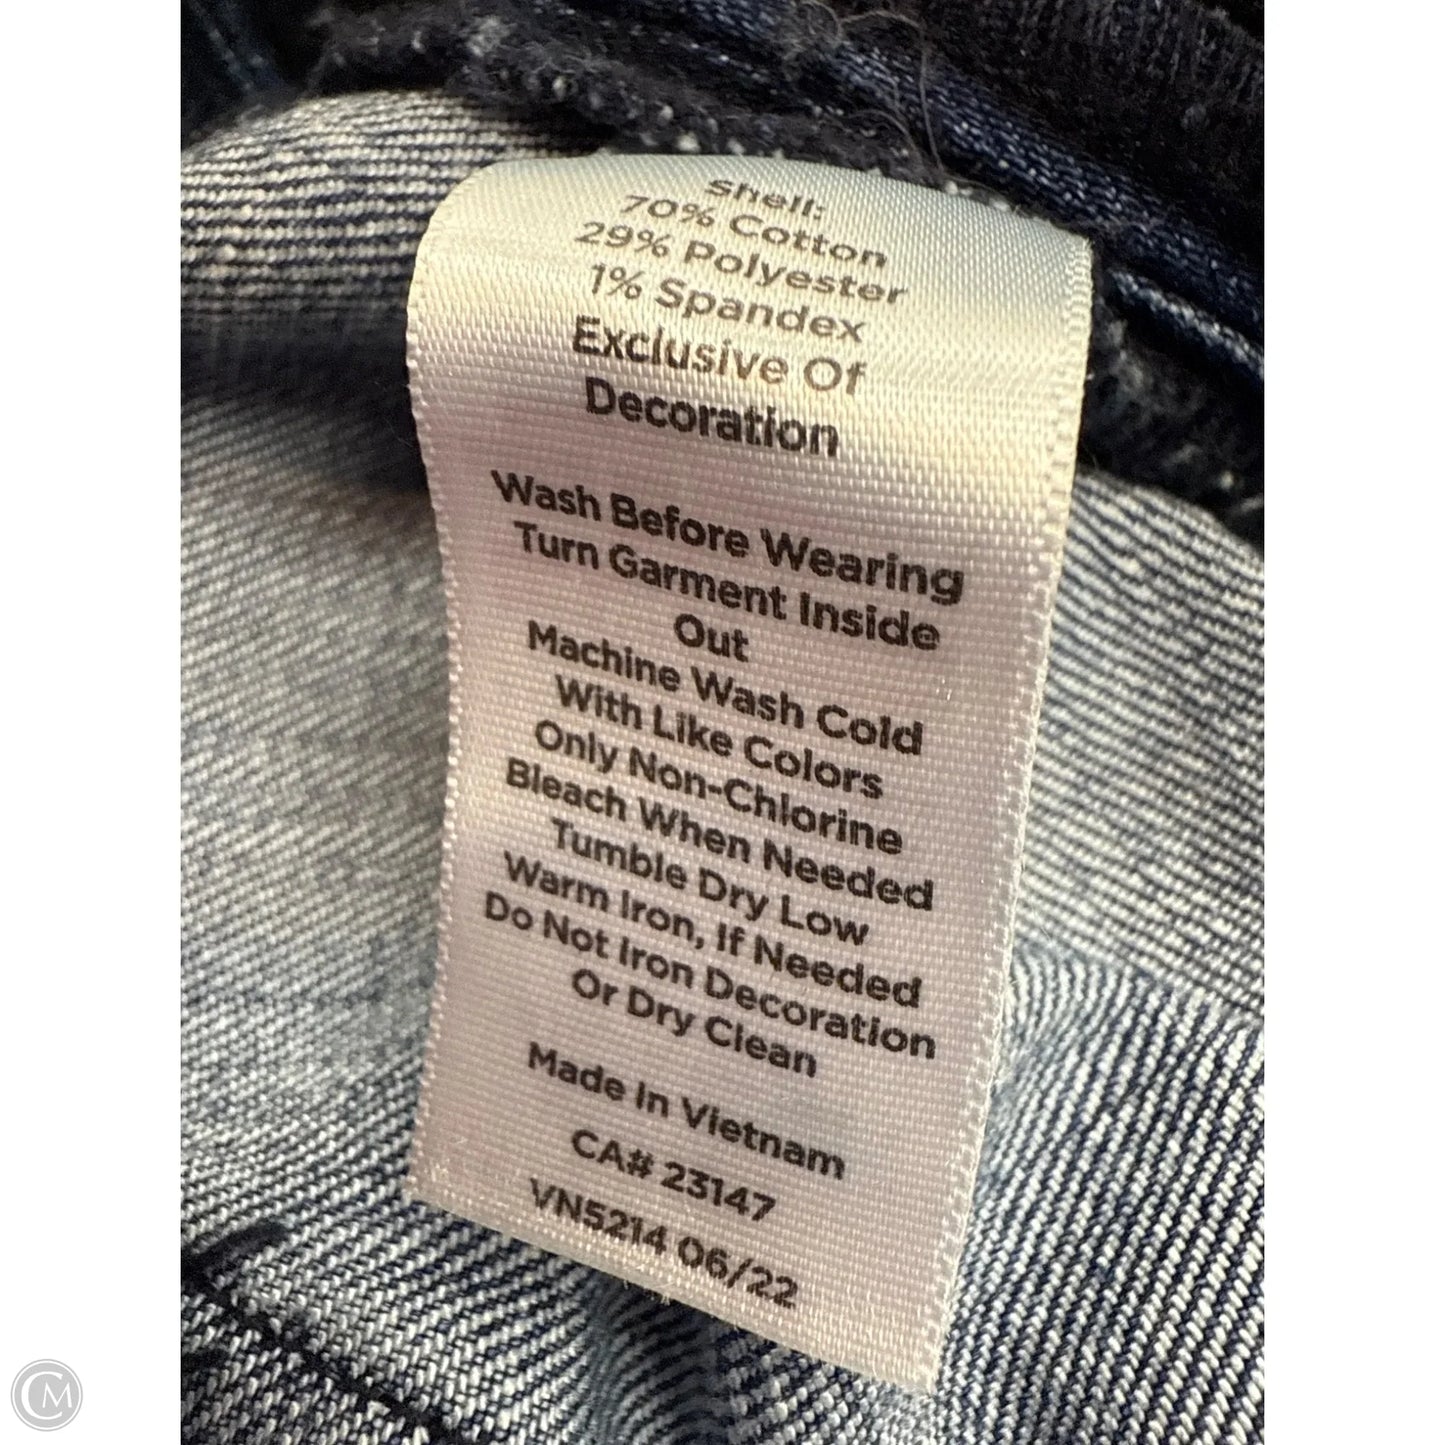 Shell:
70% Cotton
29% Polyester
1% Spandex
Exclusive Of
Decoration
Wash Before Wearing
Turn Garment Inside
Out
Machine Wash Cold
With Like Colors
Only Non-Chlorine
Bleach When Needed
Tumble Dry Low
Warm Iron, If Needed
Do Not Iron Decoration
Or Dry Clean
Made In Vietnam
CA# 23147
VN5214 06/22
CM